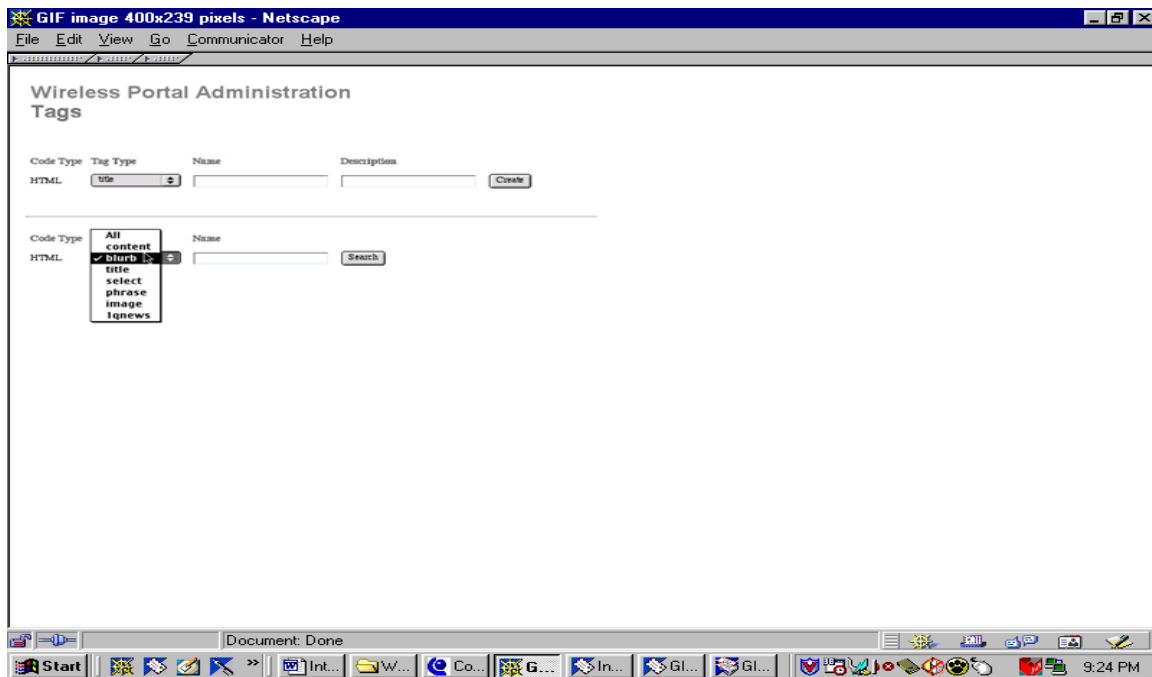 GIF image 400x239 pixels - Netscape
File Edit View Go Communicator Help
Wireless Portal Administration
Tags
Code Type Tag Type Name Description
HTML title Create
Code Type Name
HTML Search
All
content
✓ blurb
title
select
phrase
image
Document: Done
Start » Int... W... Co... G... In... Gl... Gl... 9:24 PM